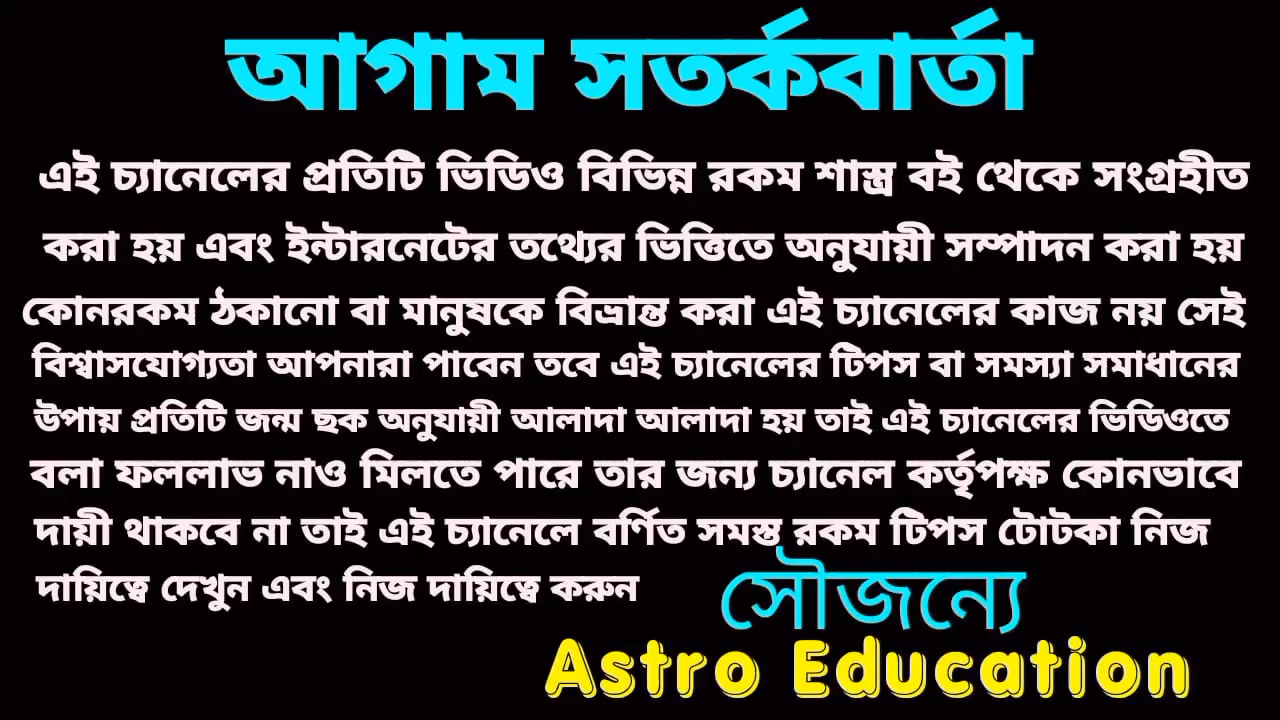 আগাম সতর্কবার্তা
এই চ্যানেলের প্রতিটি ভিডিও বিভিন্ন রকম শাস্ত্র বই থেকে সংগ্রহীত
করা হয় এবং ইন্টারনেটের তথ্যের ভিত্তিতে অনুযায়ী সম্পাদন করা হয়
কোনরকম ঠকানো বা মানুষকে বিভ্রান্ত করা এই চ্যানেলের কাজ নয় সেই
বিশ্বাসযোগ্যতা আপনারা পাবেন তবে এই চ্যানেলের টিপস বা সমস্যা সমাধানের
উপায় প্রতিটি জন্ম ছক অনুযায়ী আলাদা আলাদা হয় তাই এই চ্যানেলের ভিডিওতে
বলা ফললাভ নাও মিলতে পারে তার জন্য চ্যানেল কর্তৃপক্ষ কোনভাবে
দায়ী থাকবে না তাই এই চ্যানেলে বর্ণিত সমস্ত রকম টিপস টোটকা নিজ
দায়িত্বে দেখুন এবং নিজ দায়িত্বে করুন
সৌজন্যে
Astro Education